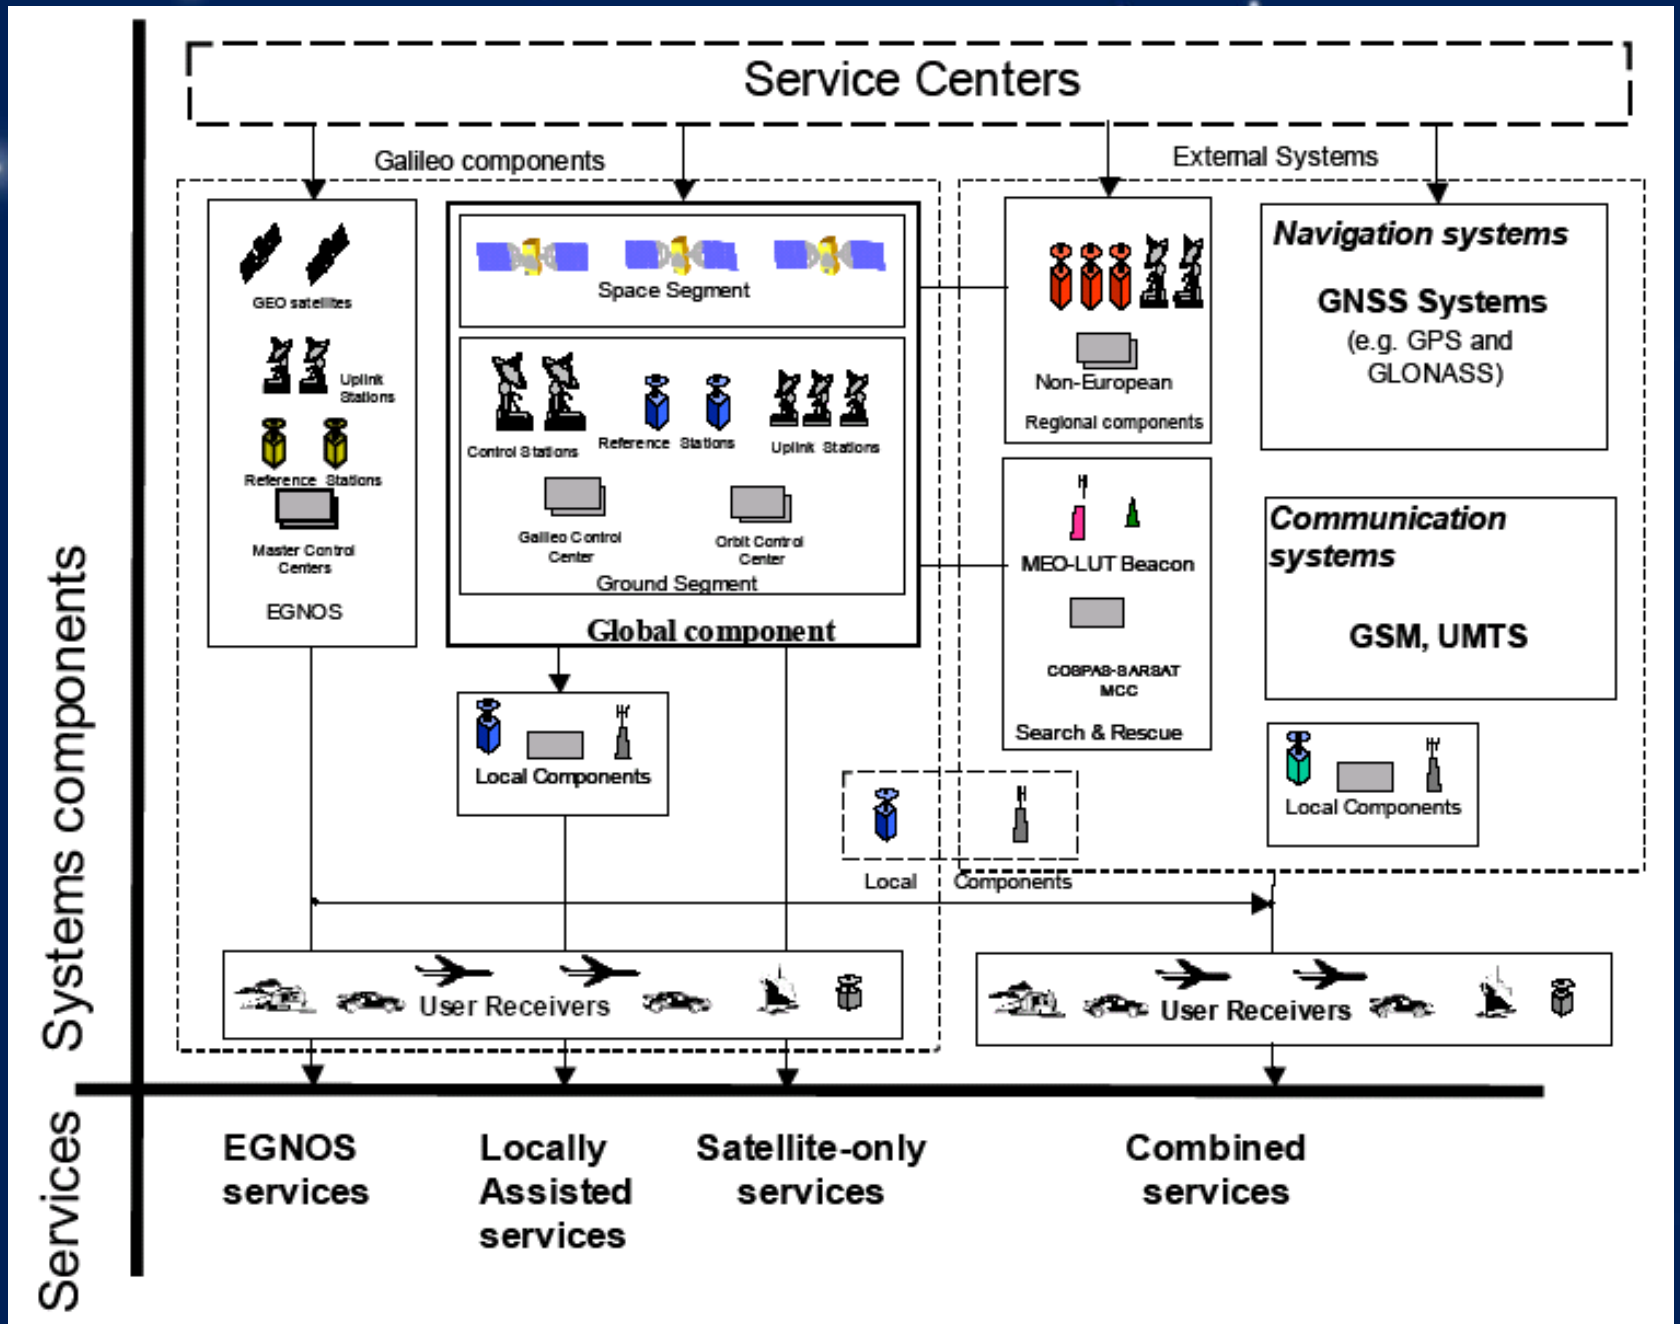 Service Centers
Galileo components
External Systems
GEO satellites
Uplink
Stations
Reference Stations
Master Control
Centers
EGNOS
Space Segment
Control Stations
Reference Stations
Uplink Stations
Galileo Control
Center
Orbit Control
Center
Ground Segment
Global component
Local Components
Non-European
Regional components
MEO-LUT Beacon
COSPAS-SARSAT
MCC
Search & Rescue
Navigation systems
GNSS Systems
(e.g. GPS and
GLONASS)
Communication
systems
GSM, UMTS
Local Components
Local Components
User Receivers
User Receivers
Systems components
Services
EGNOS
services
Locally
Assisted
services
Satellite-only
services
Combined
services